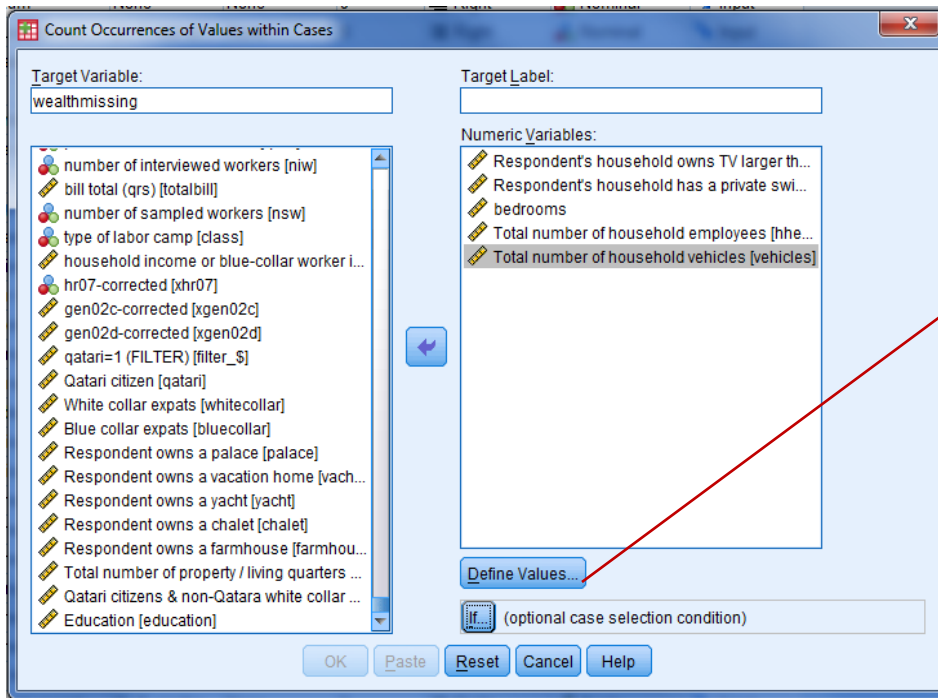 Count Occurrences of Values within Cases
Target Variable:
wealthmissing
Target Label:
number of interviewed workers [niw]
bill total (qrs) [totalbill]
number of sampled workers [nsw]
type of labor camp [class]
household income or blue-collar worker i...
hr07-corrected [xhr07]
gen02c-corrected [xgen02c]
gen02d-corrected [xgen02d]
qatari=1 (FILTER) [filter_$]
Qatari citizen [qatari]
White collar expats [whitecollar]
Blue collar expats [bluecollar]
Respondent owns a palace [palace]
Respondent owns a vacation home [vach...
Respondent owns a yacht [yacht]
Respondent owns a chalet [chalet]
Respondent owns a farmhouse [farmhou...
Total number of property / living quarters ...
Qatari citizens & non-Qatara white collar ...
Education [education]
Numeric Variables:
Respondent's household owns TV larger th...
Respondent's household has a private swi...
bedrooms
Total number of household employees [hhe...
Total number of household vehicles [vehicles]
Define Values...
If... (optional case selection condition)
OK Paste Reset Cancel Help